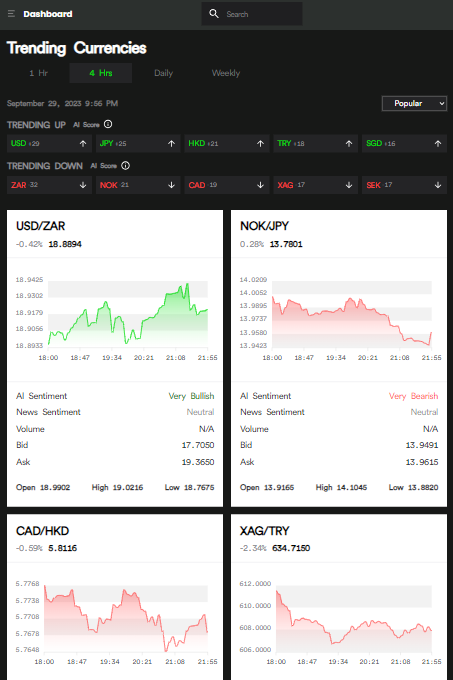 Dashboard
Search
Trending Currencies
1 Hr 4 Hrs Daily Weekly
September 29, 2023 9:56 PM
Popular
TRENDING UP AI Score
USD +29 JPY +25 HKD +21 TRY +18 SGD +16
TRENDING DOWN AI Score
ZAR -32 NOK -21 CAD -19 XAG -17 SEK -17
USD/ZAR
-0.42% 18.8894
18.9425
18.9302
18.9179
18.9056
18.8933
18:00 18:47 19:34 20:21 21:08 21:55
AI Sentiment Very Bullish
News Sentiment Neutral
Volume N/A
Bid 17.7050
Ask 19.3650
Open 18.9902 High 19.0216 Low 18.7675
NOK/JPY
0.28% 13.7801
14.0209
14.0052
13.9895
13.9737
13.9580
13.9423
18:00 18:47 19:34 20:21 21:08 21:55
AI Sentiment Very Bearish
News Sentiment Neutral
Volume N/A
Bid 13.9491
Ask 13.9615
Open 13.9165 High 14.1045 Low 13.8820
CAD/HKD
-0.59% 5.8116
5.7768
5.7738
5.7708
5.7678
5.7648
18:00 18:47 19:34 20:21 21:08 21:55
XAG/TRY
-2.34% 634.7150
612.0000
610.0000
608.0000
606.0000
18:00 18:47 19:34 20:21 21:08 21:55